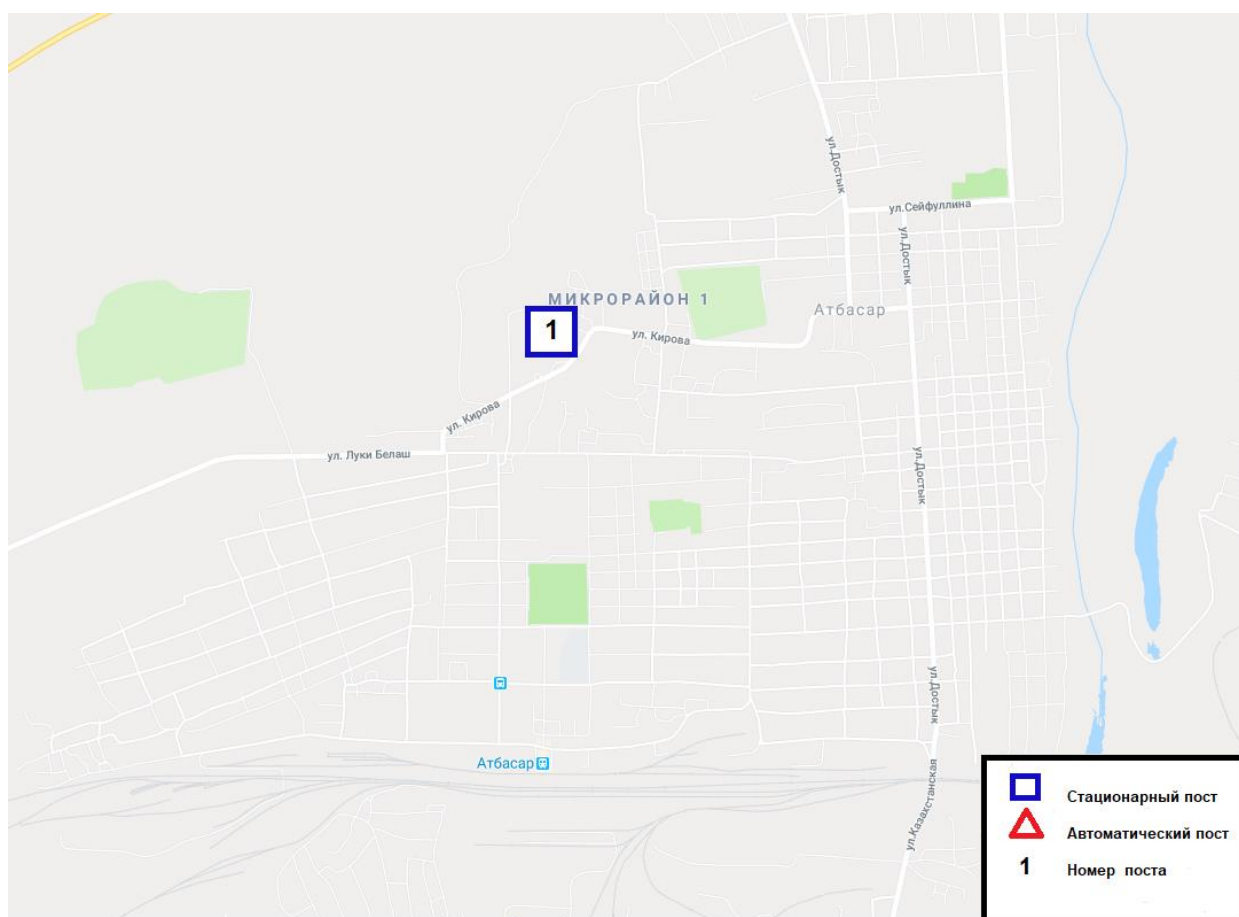 ул.Достык
ул.Сейфуллина
ул.Достык
МИКРОРАЙОН 1
1
Атбасар
ул. Кирова
ул. Кирова
ул. Луки Белаш
ул.Достык
ул.Достык
Атбасар
ул.Казахстанская
Стационарный пост
Автоматический пост
1 Номер поста